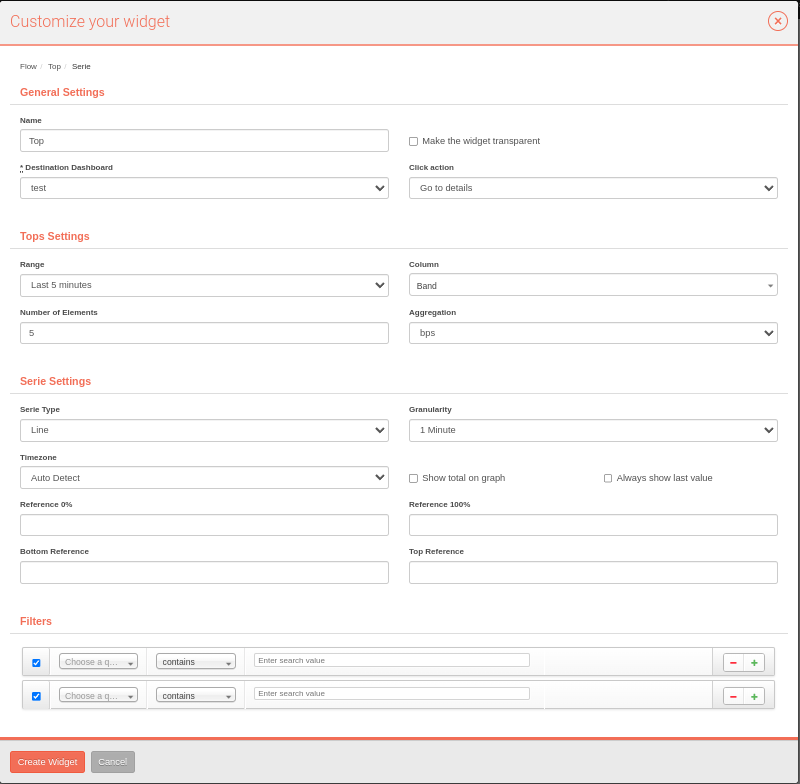 Customize your widget
Flow / Top / Serie
General Settings
Name
Top
Make the widget transparent
* Destination Dashboard
Click action
test
Go to details
Tops Settings
Range
Column
Last 5 minutes
Band
Number of Elements
Aggregation
5
bps
Serie Settings
Serie Type
Granularity
Line
1 Minute
Timezone
Auto Detect
Show total on graph
Always show last value
Reference 0%
Reference 100%
Bottom Reference
Top Reference
Filters
Choose a q...
contains
Enter search value
Choose a q...
contains
Enter search value
Create Widget
Cancel